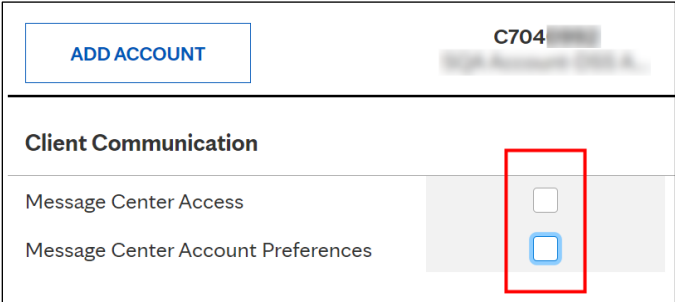 ADD ACCOUNT
C704
Client Communication
Message Center Access
Message Center Account Preferences